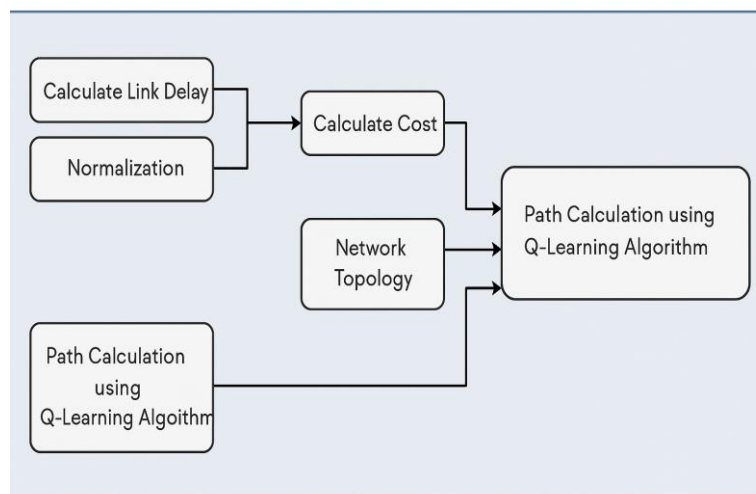 Calculate Link Delay
Normalization
Calculate Cost
Network
Topology
Path Calculation using
Q-Learning Algorithm
Path Calculation
using
Q-Learning Algoithm